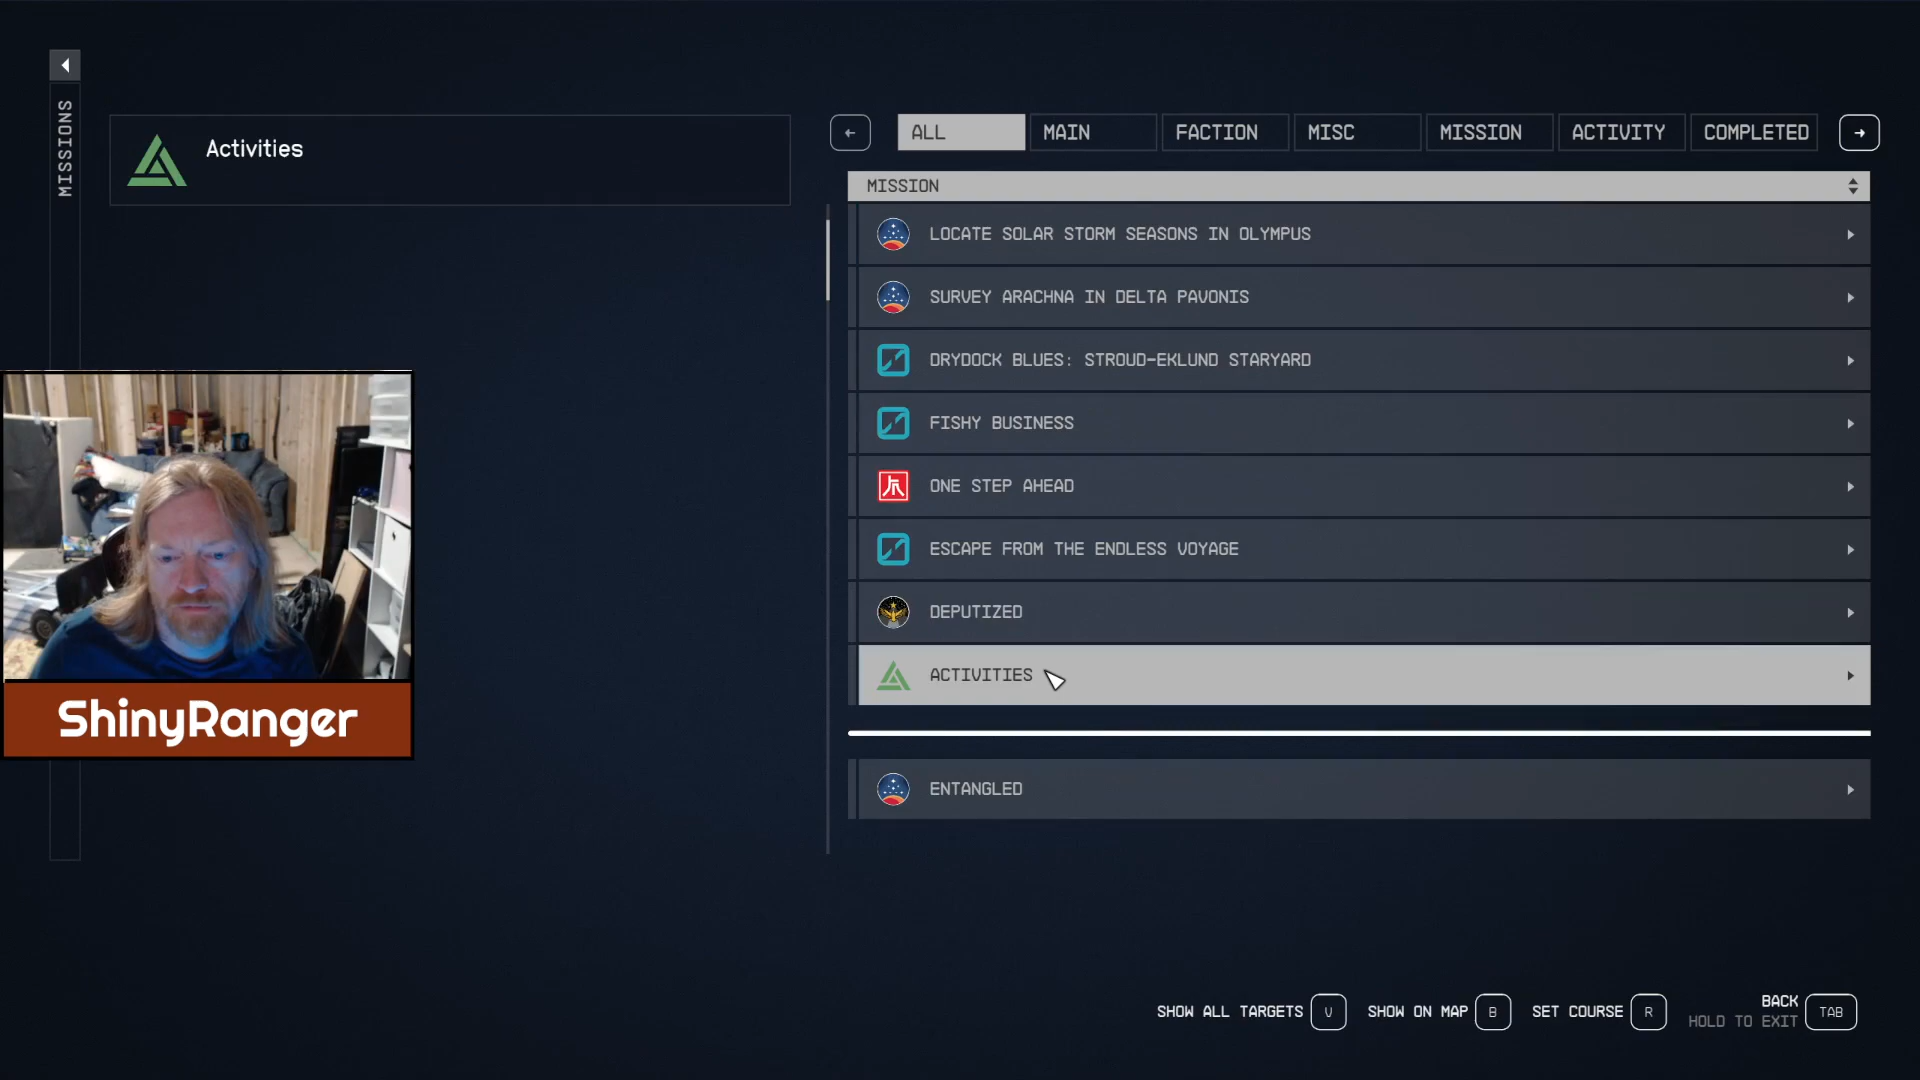 MISSIONS
Activities
ALL
MAIN
FACTION
MISC
MISSION
ACTIVITY
COMPLETED
MISSION
LOCATE SOLAR STORM SEASONS IN OLYMPUS
SURVEY ARACHNA IN DELTA PAVONIS
DRYDOCK BLUES: STROUD-EKLUND STARYARD
FISHY BUSINESS
ONE STEP AHEAD
ESCAPE FROM THE ENDLESS VOYAGE
DEPUTIZED
ACTIVITIES
ENTANGLED
ShinyRanger
SHOW ALL TARGETS V
SHOW ON MAP B
SET COURSE R
BACK
HOLD TO EXIT
TAB